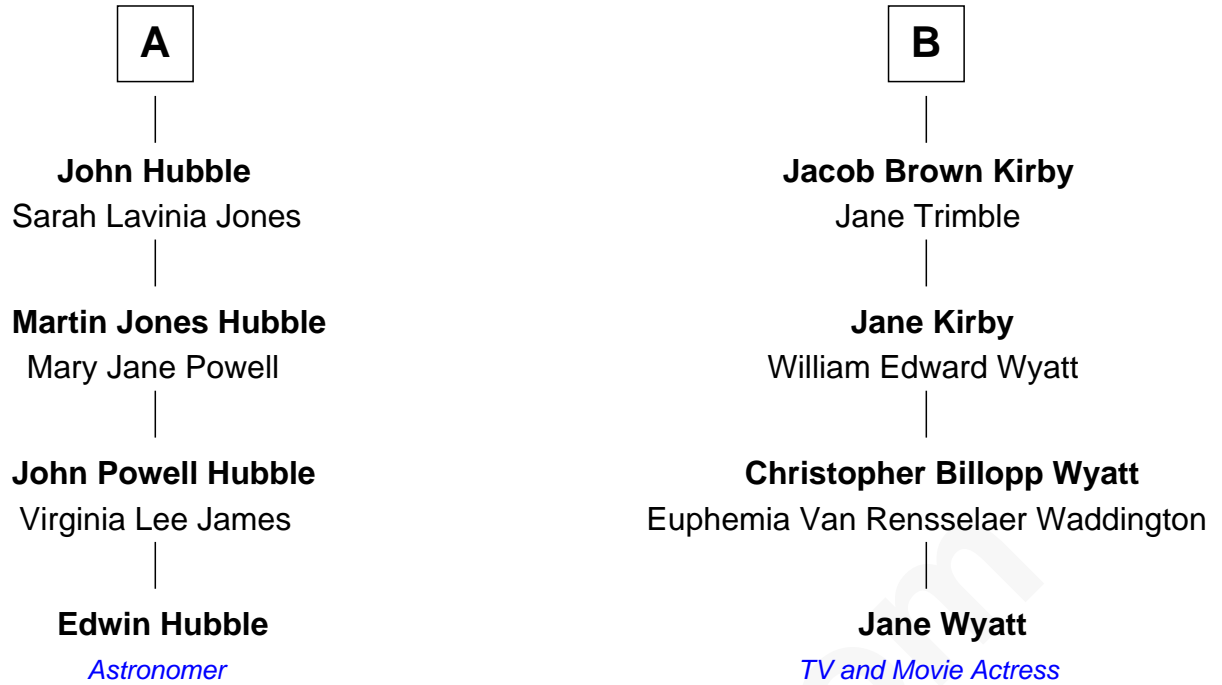 A
John Hubble
Sarah Lavinia Jones
Martin Jones Hubble
Mary Jane Powell
John Powell Hubble
Virginia Lee James
Edwin Hubble
Astronomer
B
Jacob Brown Kirby
Jane Trimble
Jane Kirby
William Edward Wyatt
Christopher Billopp Wyatt
Euphemia Van Rensselaer Waddington
Jane Wyatt
TV and Movie Actress